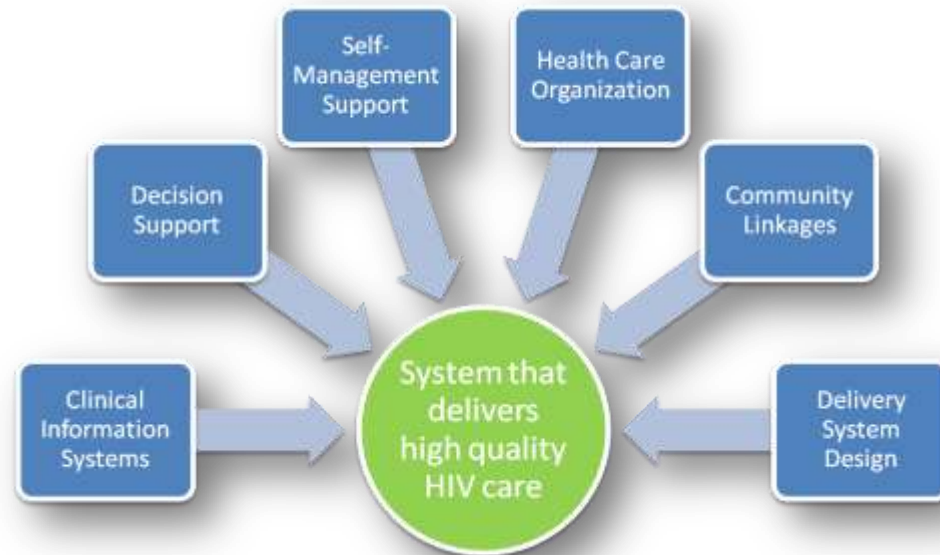 Self-
Management
Support
Health Care
Organization
Decision
Support
Community
Linkages
Clinical
Information
Systems
System that
delivers
high quality
HIV care
Delivery
System
Design